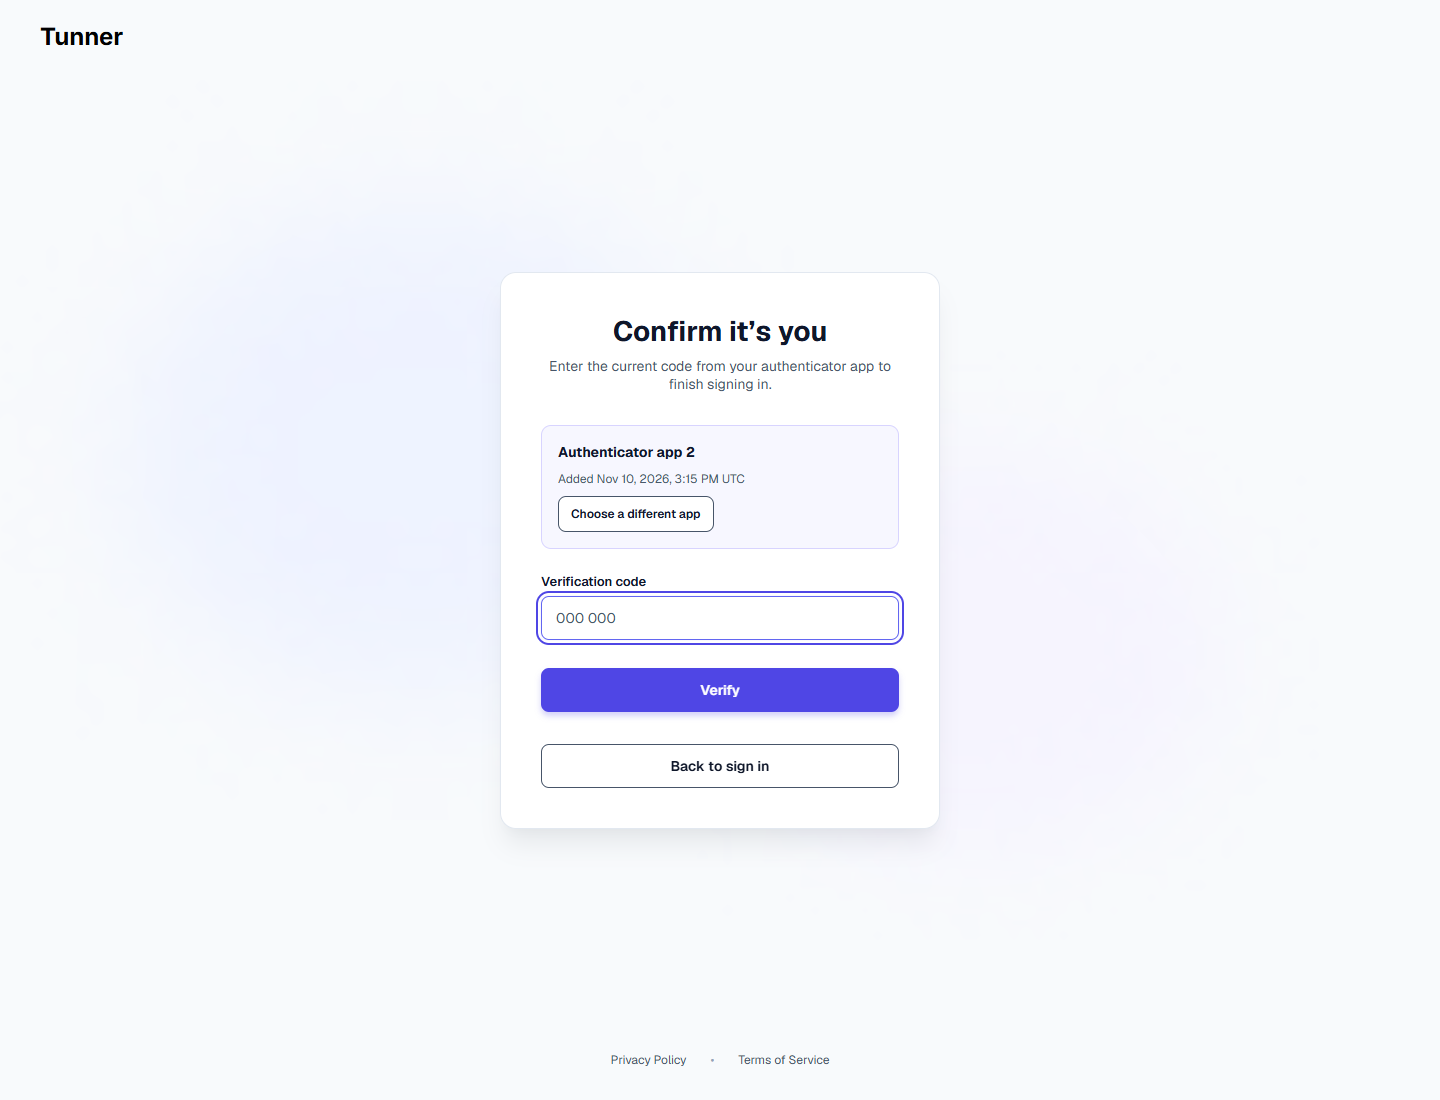 Tunner
Confirm it’s you
Enter the current code from your authenticator app to
finish signing in.
Authenticator app 2
Added Nov 10, 2026, 3:15 PM UTC
Choose a different app
Verification code
000 000
Verify
Back to sign in
Privacy Policy • Terms of Service